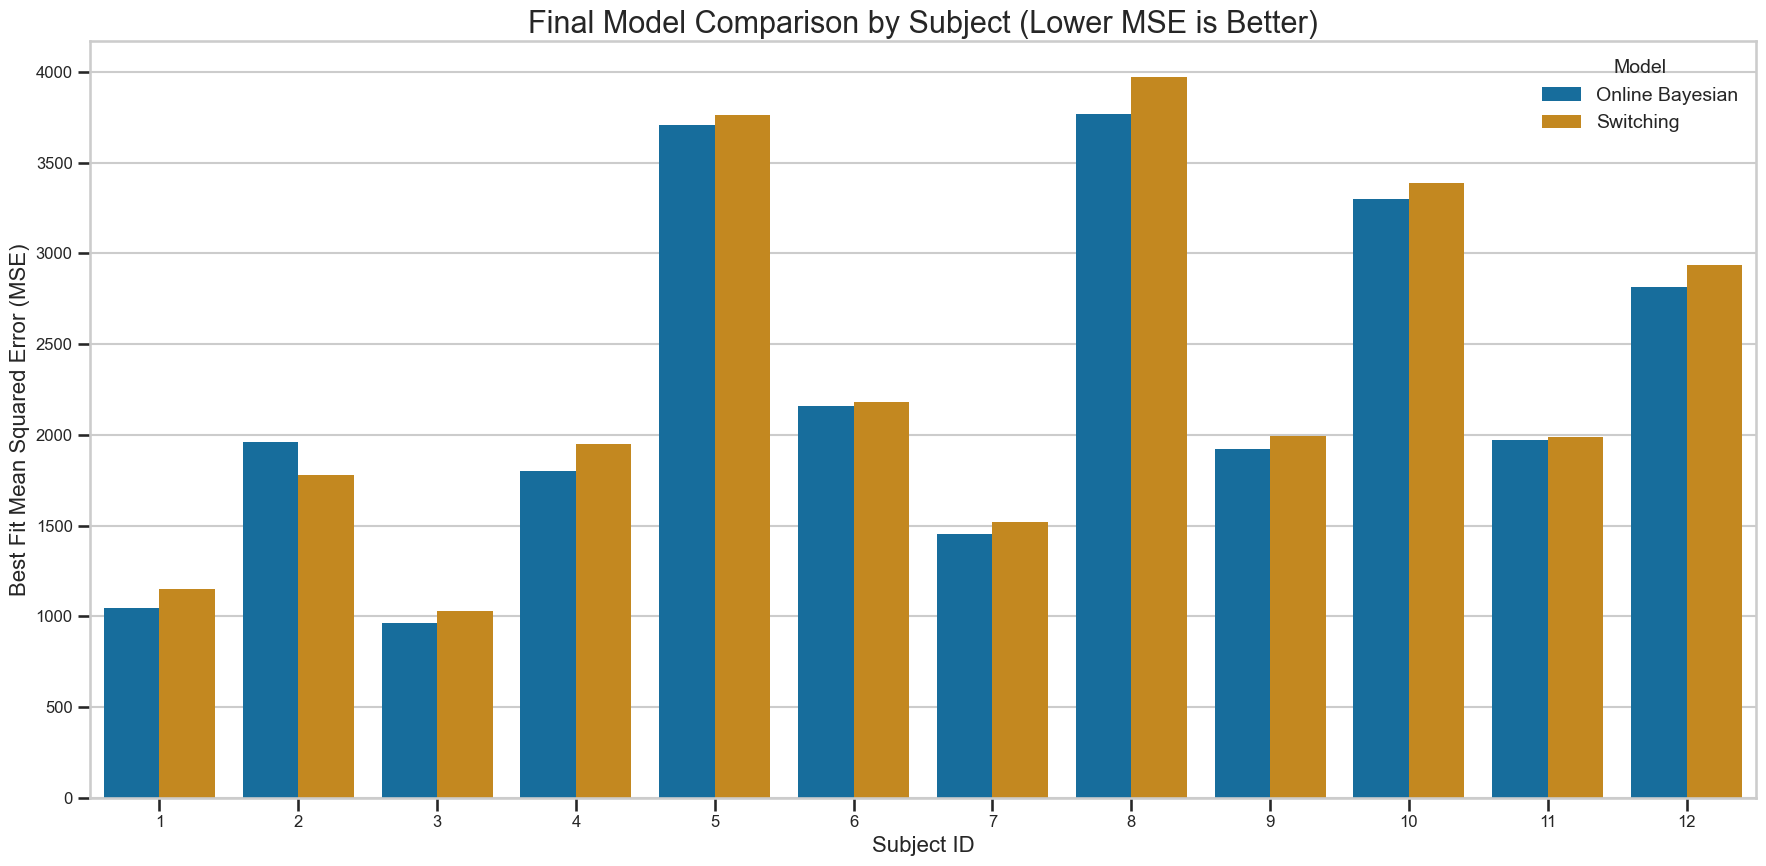 Final Model Comparison by Subject (Lower MSE is Better)
Model
Online Bayesian
Switching
Best Fit Mean Squared Error (MSE)
4000
3500
3000
2500
2000
1500
1000
500
0
1 2 3 4 5 6 7 8 9 10 11 12
Subject ID